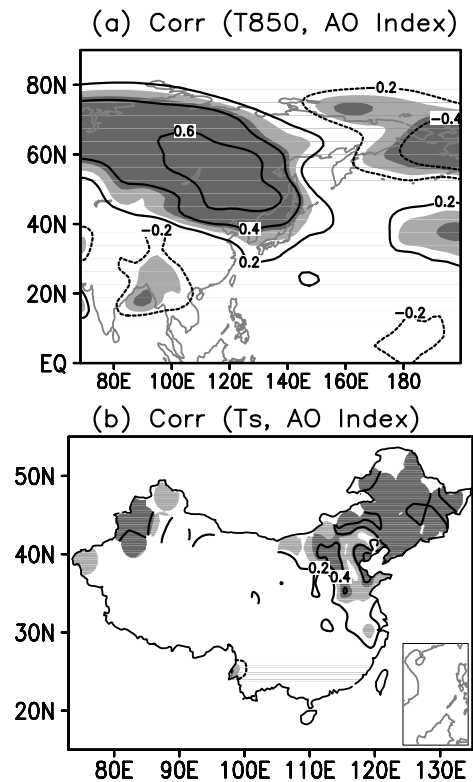 (a) Corr (T850, AO Index)
80N
60N
40N
20N
EQ
-0.2
-0.4
0.6
0.2
0.4
-0.2
0.2
-0.2
80E 100E 120E 140E 160E 180
(b) Corr (Ts, AO Index)
50N
40N
30N
20N
0.2
0.4
80E 90E 100E 110E 120E 130E